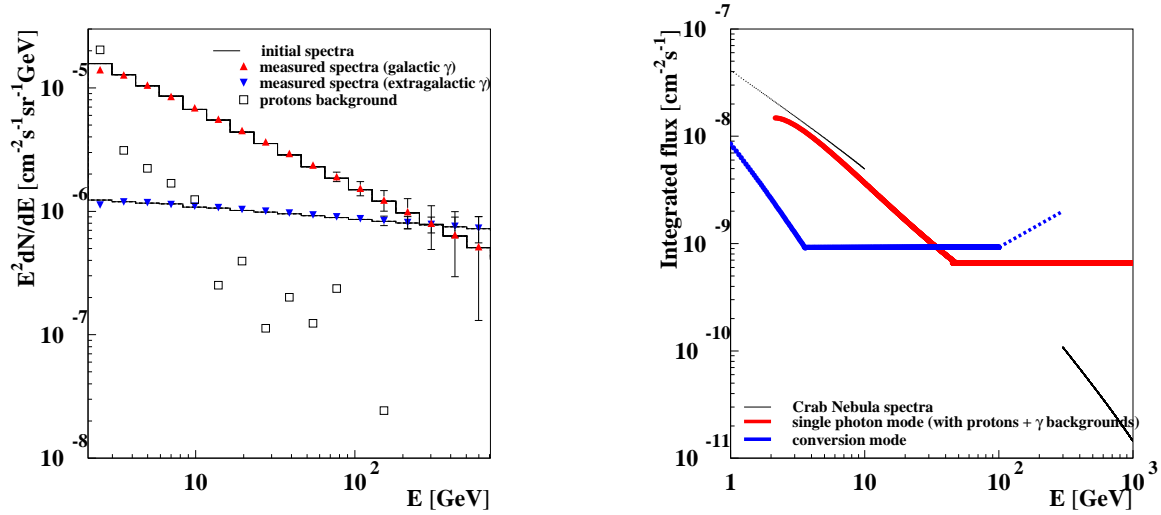 E²dN/dE [cm⁻²s⁻¹sr⁻¹GeV]
10⁻⁵
10⁻⁶
10⁻⁷
10⁻⁸
initial spectra
measured spectra (galactic γ)
measured spectra (extragalactic γ)
protons background
10
10²
E [GeV]
Integrated flux [cm⁻²s⁻¹]
10⁻⁷
10⁻⁸
10⁻⁹
10⁻¹⁰
10⁻¹¹
Crab Nebula spectra
single photon mode (with protons + γ backgrounds)
conversion mode
1
10
10²
10³
E [GeV]